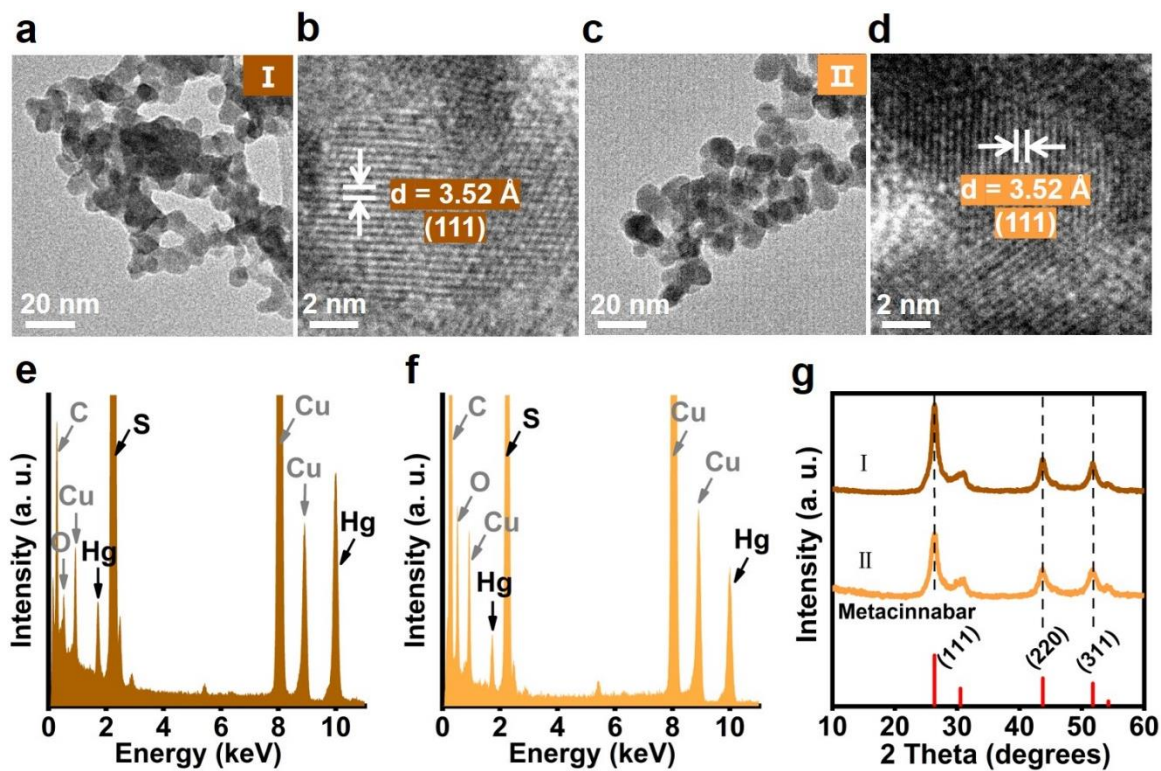 a
I
20 nm
b
d = 3.52 Å
(111)
2 nm
c
II
20 nm
d
d = 3.52 Å
(111)
2 nm
e
Intensity (a. u.)
C
O
Cu
Hg
S
Cu
Cu
Hg
0 2 4 6 8 10
Energy (keV)
f
Intensity (a. u.)
C
O
Cu
Hg
S
Cu
Cu
Hg
0 2 4 6 8 10
Energy (keV)
g
Intensity (a. u.)
I
II
Metacinnabar
(111)
(220)
(311)
10 20 30 40 50 60
2 Theta (degrees)